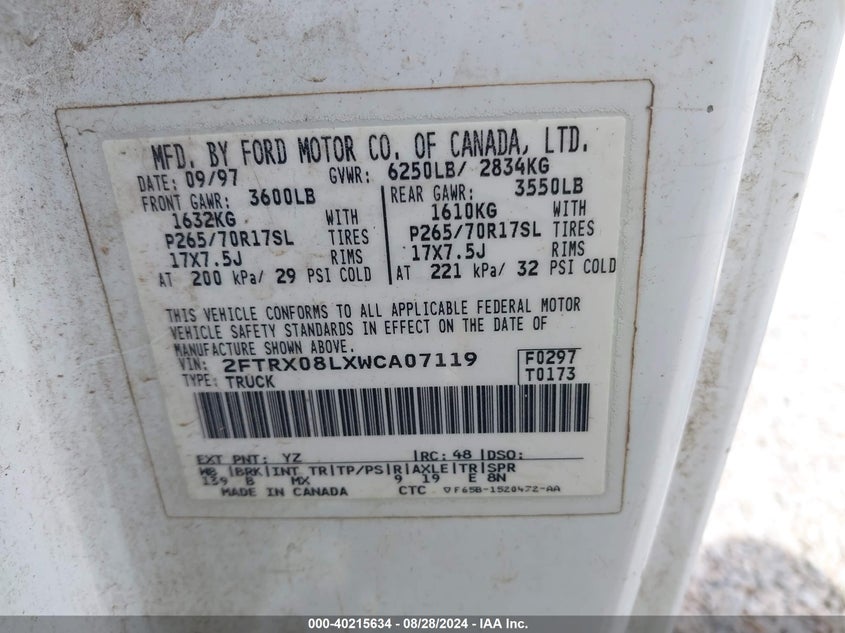 MFD. BY FORD MOTOR CO. OF CANADA, LTD.
DATE: 09/97 GVWR: 6250LB/ 2834KG
FRONT GAWR: 3600LB REAR GAWR: 3550LB
1632KG WITH 1610KG WITH
P265/70R17SL TIRES P265/70R17SL TIRES
17X7.5J RIMS 17X7.5J RIMS
AT 200 kPa/ 29 PSI COLD AT 221 kPa/ 32 PSI COLD
THIS VEHICLE CONFORMS TO ALL APPLICABLE FEDERAL MOTOR
VEHICLE SAFETY STANDARDS IN EFFECT ON THE DATE OF
MANUFACTURE SHOWN ABOVE.
VIN: 2FTRX08LXWCA07119 F0297
TYPE: TRUCK T0173
EXT PNT: YZ RC: 48 DSO:
WB BRK INT TR TP/PS R AXLE TR SPR
139 B MX 9 19 E 8N
MADE IN CANADA CTC F65B-1520472-AA
000-40215634 - 08/28/2024 - IAA Inc.